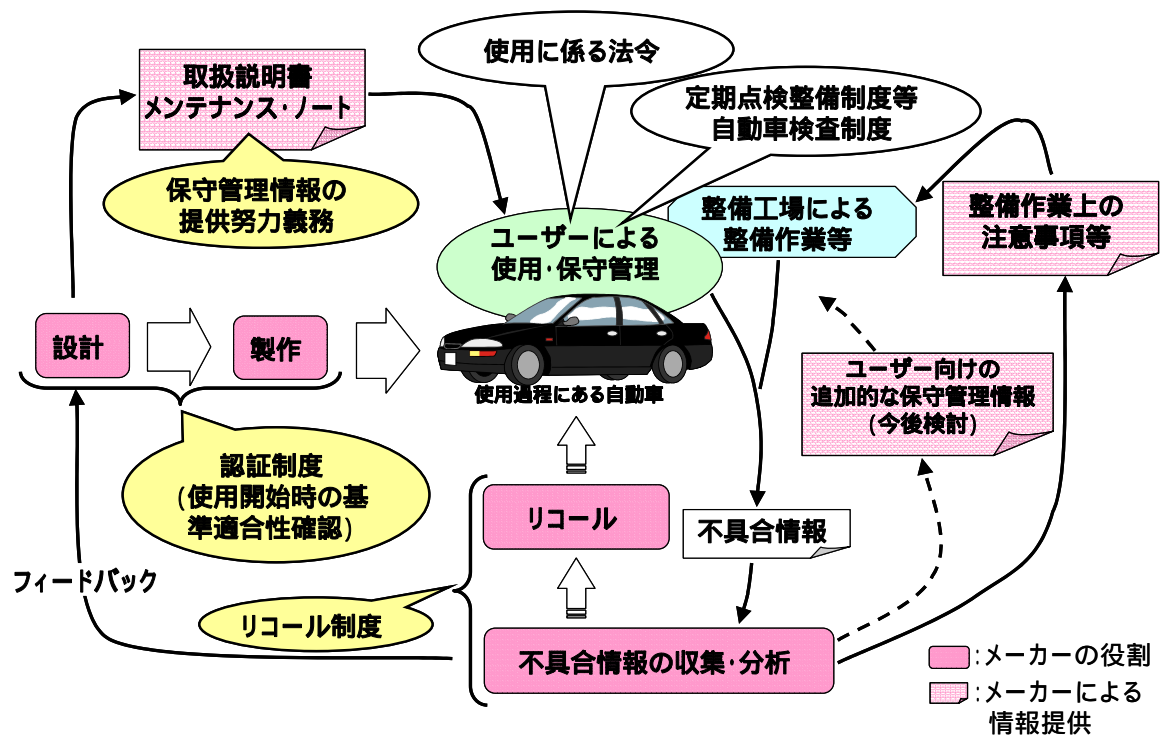 使用に係る法令
取扱説明書
メンテナンス・ノート
定期点検整備制度等
自動車検査制度
保守管理情報の
提供努力義務
整備工場による
整備作業等
整備作業上の
注意事項等
ユーザーによる
使用・保守管理
設計
製作
使用過程にある自動車
ユーザー向けの
追加的な保守管理情報
(今後検討)
認証制度
(使用開始時の基
準適合性確認)
リコール
不具合情報
フィードバック
リコール制度
不具合情報の収集・分析
:メーカーの役割
:メーカーによる
情報提供